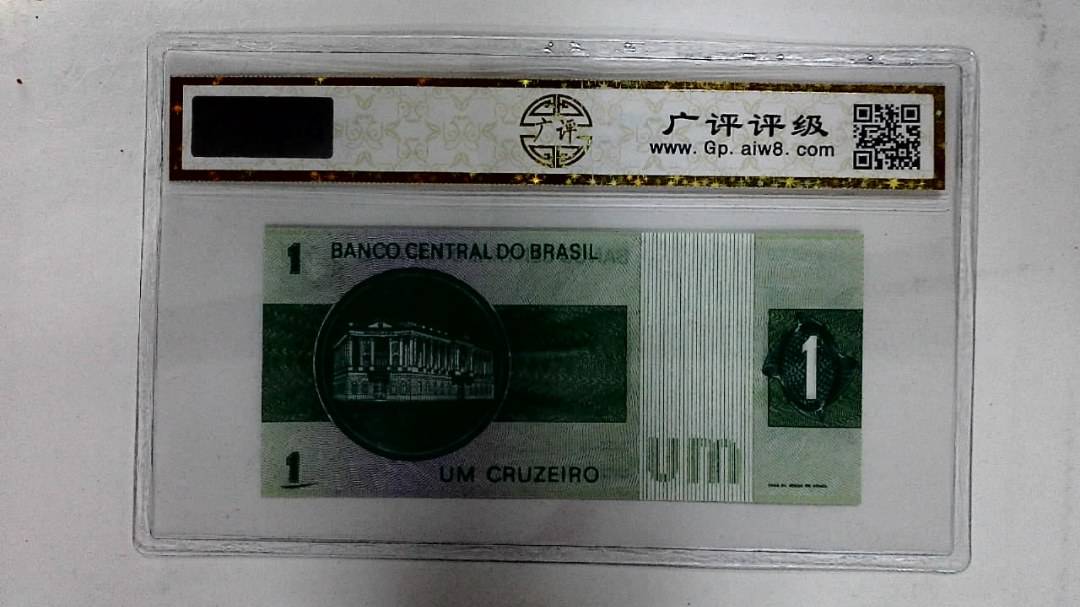 广评
广评评级
www. Gp. aiw8. com
1
BANCO CENTRAL DO BRASIL
1
1
UM CRUZEIRO
UM